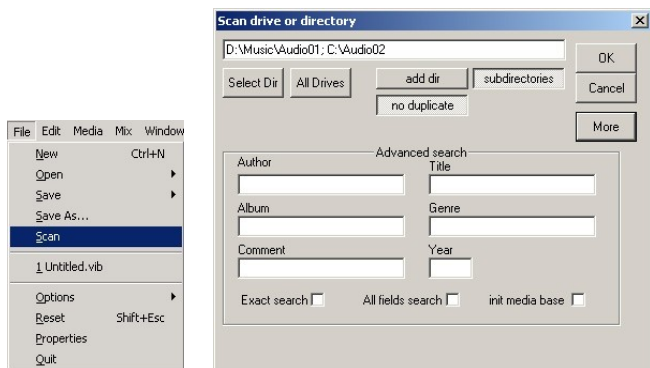 File Edit Media Mix Window
New Ctrl+N
Open
Save
Save As...
Scan
1 Untitled.vib
Options
Reset Shift+Esc
Properties
Quit
Scan drive or directory
D:\Music\Audio01; C:\Audio02
OK
Select Dir All Drives add dir subdirectories
Cancel
no duplicate
More
Advanced search
Author Title
Album Genre
Comment Year
Exact search All fields search init media base